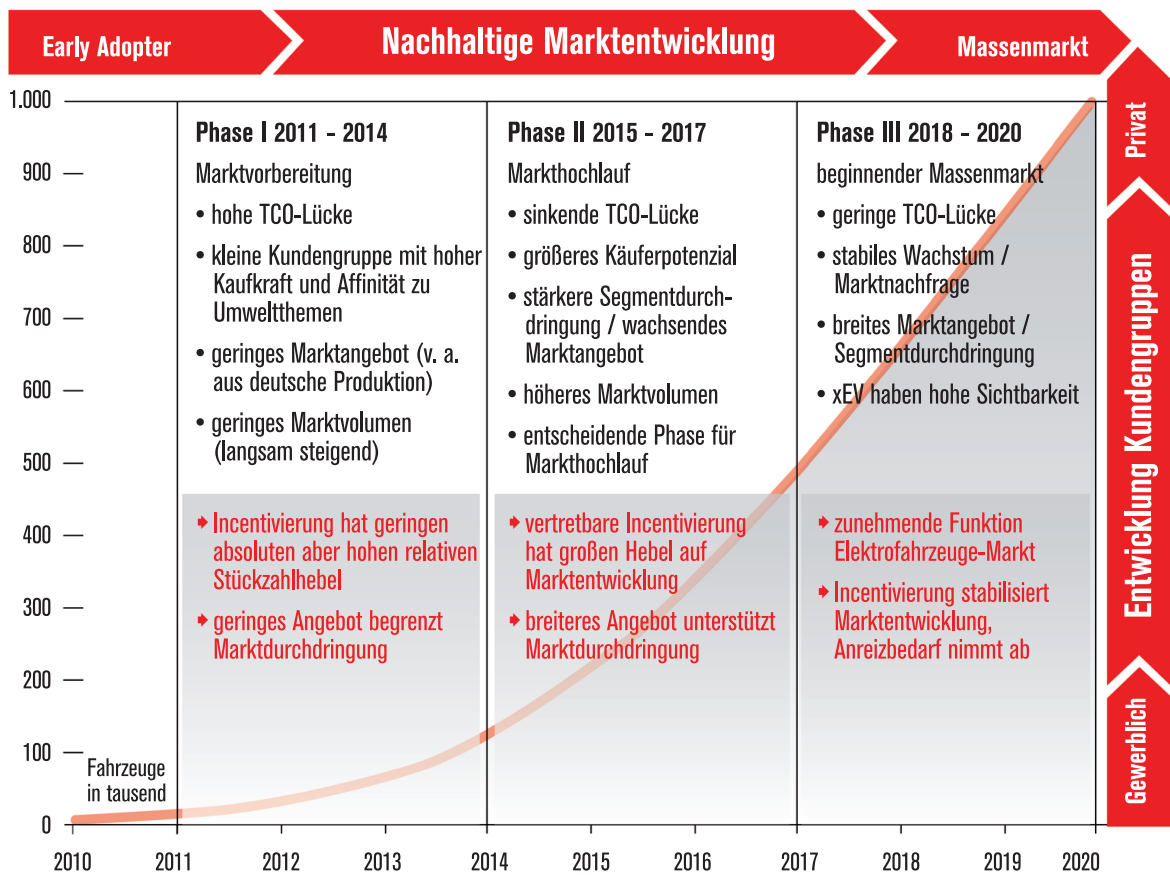 Early Adopter
Nachhaltige Marktentwicklung
Massenmarkt
1.000
900
800
700
600
500
400
300
200
100
0
Fahrzeuge
in tausend
Phase I 2011 - 2014
Marktvorbereitung
• hohe TCO-Lücke
• kleine Kundengruppe mit hoher
Kaufkraft und Affinität zu
Umweltthemen
• geringes Marktangebot (v. a.
aus deutsche Produktion)
• geringes Marktvolumen
(langsam steigend)
➧ Incentivierung hat geringen
absoluten aber hohen relativen
Stückzahlhebel
➧ geringes Angebot begrenzt
Marktdurchdringung
Phase II 2015 - 2017
Markthochlauf
• sinkende TCO-Lücke
• größeres Käuferpotenzial
• stärkere Segmentdurch-
dringung / wachsendes
Marktangebot
• höheres Marktvolumen
• entscheidende Phase für
Markthochlauf
➧ vertretbare Incentivierung
hat großen Hebel auf
Marktentwicklung
➧ breiteres Angebot unterstützt
Marktdurchdringung
Phase III 2018 - 2020
beginnender Massenmarkt
• geringe TCO-Lücke
• stabiles Wachstum /
Marktnachfrage
• breites Marktangebot /
Segmentdurchdringung
• xEV haben hohe Sichtbarkeit
➧ zunehmende Funktion
Elektrofahrzeuge-Markt
➧ Incentivierung stabilisiert
Marktentwicklung,
Anreizbedarf nimmt ab
Privat
Entwicklung Kundengruppen
Gewerblich
2010
2011
2012
2013
2014
2015
2016
2017
2018
2019
2020